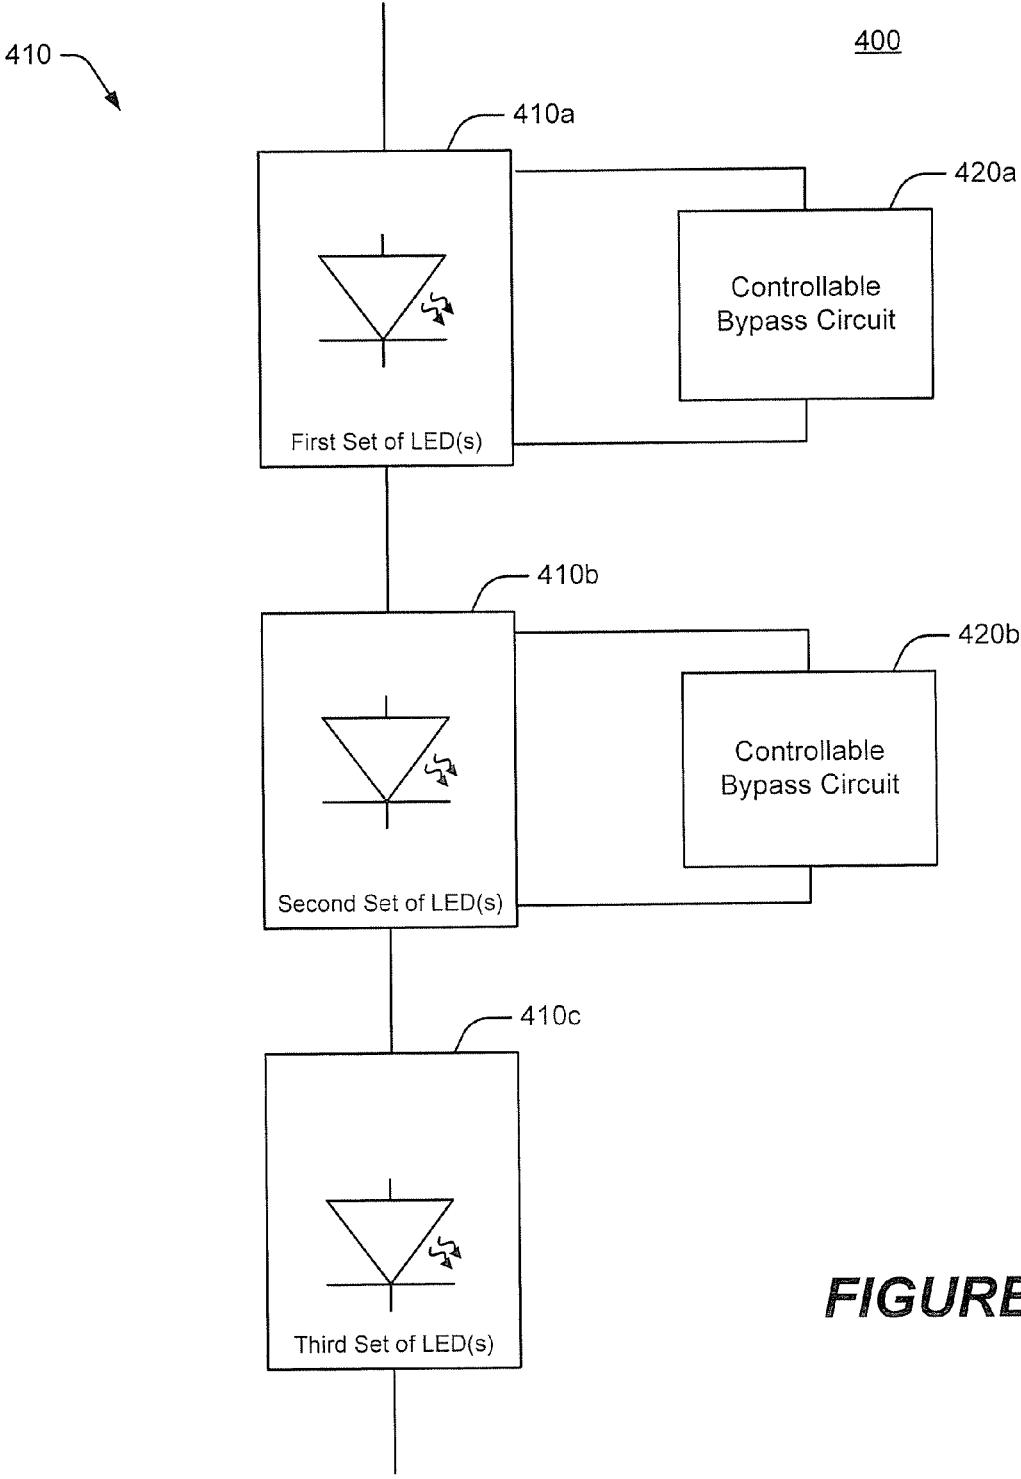 400
410
410a
420a
Controllable
Bypass Circuit
First Set of LED(s)
410b
420b
Controllable
Bypass Circuit
Second Set of LED(s)
410c
Third Set of LED(s)
FIGURE